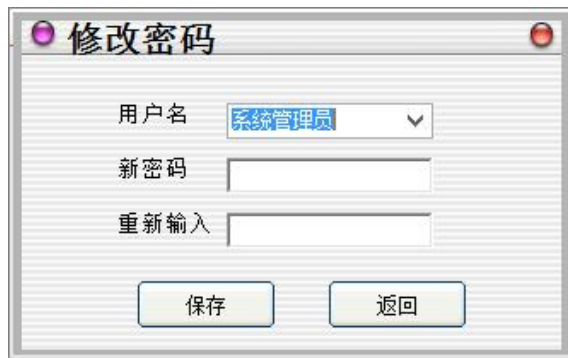 修改密码
用户名 系统管理员
新密码
重新输入
保存 返回